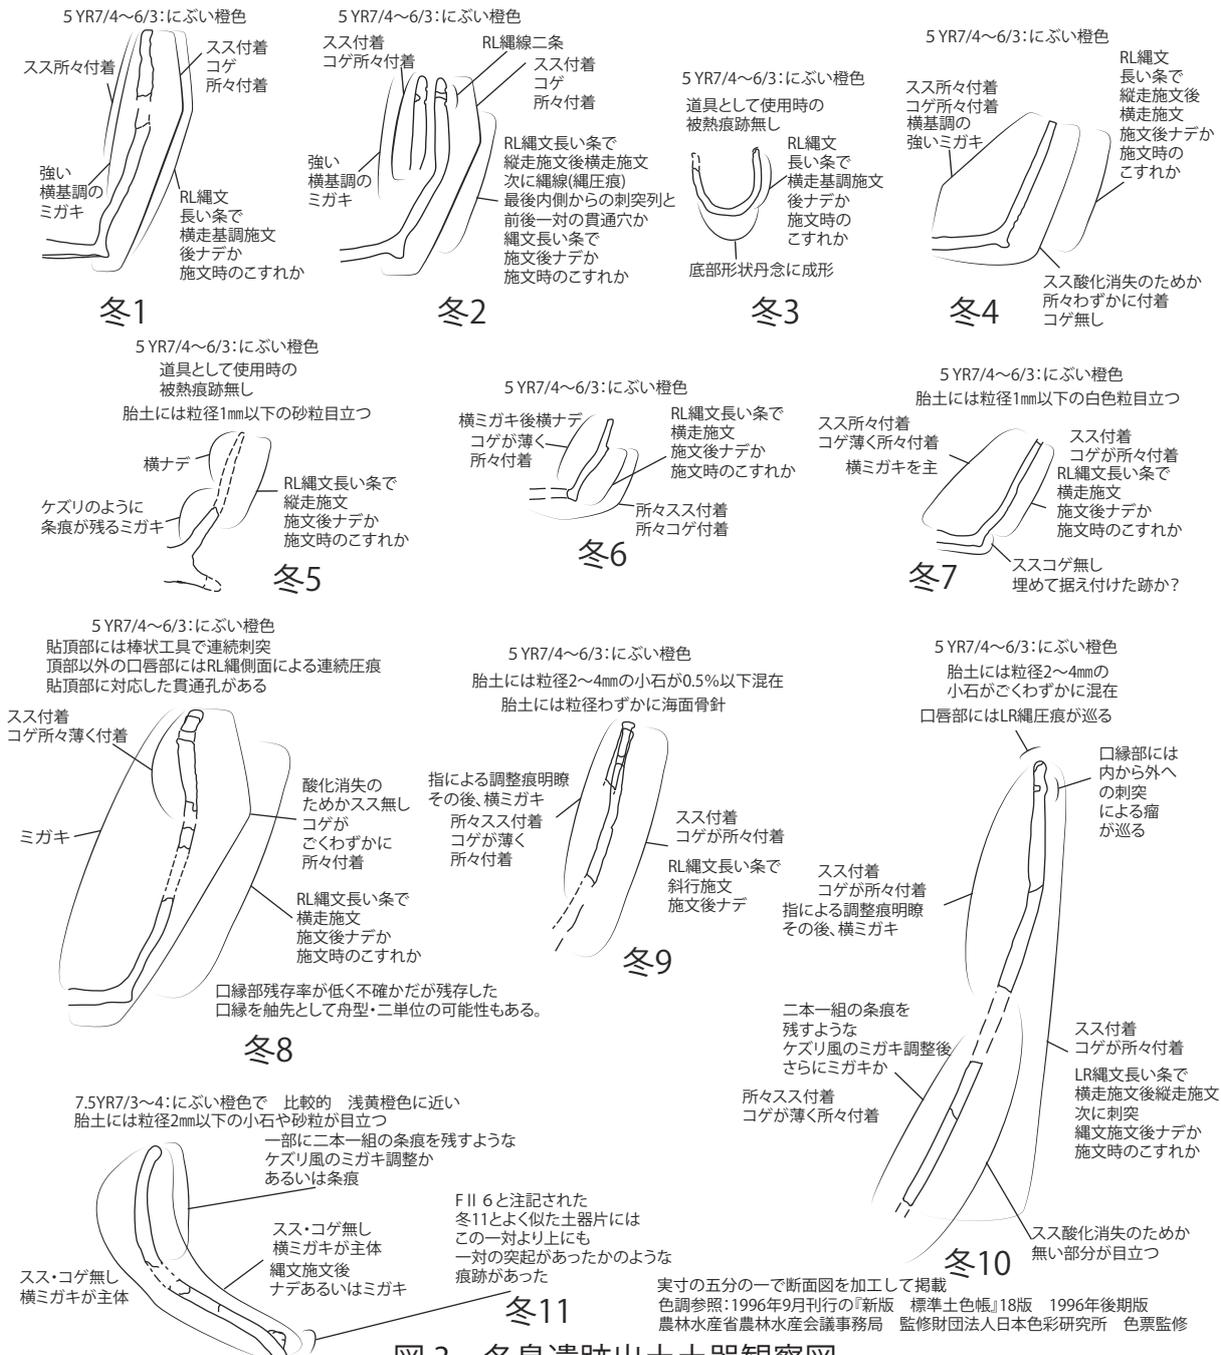 5 YR7/4～6/3：にぶい橙色
スス所々付着
スス付着
コゲ
所々付着
強い
横基調の
ミガキ
RL縄文
長い条で
横走基調施文
後ナデか
施文時のこすれか
冬1
5 YR7/4～6/3：にぶい橙色
スス付着
コゲ所々付着
RL縄線二条
スス付着
コゲ
所々付着
強い
横基調の
ミガキ
RL縄文長い条で
縦走施文後横走施文
次に縄線(縄圧痕)
最後内側からの刺突列と
前後一対の貫通穴か
縄文長い条で
施文後ナデか
施文時のこすれか
冬2
5 YR7/4～6/3：にぶい橙色
道具として使用時の
被熱痕跡無し
RL縄文
長い条で
横走基調施文
後ナデか
施文時の
こすれか
底部形状丹念に成形
冬3
5 YR7/4～6/3：にぶい橙色
スス付着
コゲ所々付着
横基調の
強いミガキ
RL縄文
長い条で
縦走施文後
横走施文
施文後ナデか
施文時の
こすれか
スス酸化消失のためか
所々わずかに付着
コゲ無し
冬4
5 YR7/4～6/3：にぶい橙色
道具として使用時の
被熱痕跡無し
胎土には粒径1㎜以下の砂粒目立つ
横ナデ
ケズリのように
条痕が残るミガキ
RL縄文長い条で
縦走施文
施文後ナデか
施文時のこすれか
冬5
5 YR7/4～6/3：にぶい橙色
横ミガキ後横ナデ
コゲが薄く
所々付着
RL縄文長い条で
横走施文
施文後ナデか
施文時のこすれか
所々スス付着
所々コゲ付着
冬6
5 YR7/4～6/3：にぶい橙色
胎土には粒径1㎜以下の白色粒目立つ
スス所々付着
コゲ薄く所々付着
横ミガキを主
スス付着
コゲが所々付着
RL縄文長い条で
横走施文
施文後ナデか
施文時のこすれか
ススコゲ無し
埋めて据え付けた跡か？
冬7
5 YR7/4～6/3：にぶい橙色
貼頂部には棒状工具で連続刺突
頂部以外の口唇部にはRL縄側面による連続圧痕
貼頂部に対応した貫通孔がある
スス付着
コゲ所々薄く付着
ミガキ
酸化消失の
ためかスス無し
コゲが
ごくわずかに
所々付着
RL縄文長い条で
横走施文
施文後ナデか
施文時のこすれか
口縁部残存率が低く不確かだが残存した
口縁を舳先として舟型・二単位の可能性もある。
冬8
5 YR7/4～6/3：にぶい橙色
胎土には粒径2～4㎜の小石が0.5%以下混在
胎土には粒径わずかに海面骨針
指による調整痕明瞭
その後、横ミガキ
所々スス付着
コゲが薄く
所々付着
スス付着
コゲが所々付着
RL縄文長い条で
斜行施文
施文後ナデ
冬9
5 YR7/4～6/3：にぶい橙色
胎土には粒径2～4㎜の
小石がごくわずかに混在
口唇部にはLR縄圧痕が巡る
口縁部には
内から外へ
の刺突
による瘤
が巡る
スス付着
コゲが所々付着
指による調整痕明瞭
その後、横ミガキ
二本一組の条痕を
残すような
ケズリ風のミガキ調整後
さらにミガキか
所々スス付着
コゲが薄く所々付着
スス付着
コゲが所々付着
LR縄文長い条で
横走施文後縦走施文
次に刺突
縄文施文後ナデか
施文時のこすれか
スス酸化消失のためか
無い部分が目立つ
冬10
7.5YR7/3～4：にぶい橙色で　比較的　浅黄橙色に近い
胎土には粒径2㎜以下の小石や砂粒が目立つ
一部に二本一組の条痕を残すような
ケズリ風のミガキ調整か
あるいは条痕
スス・コゲ無し
横ミガキが主体
縄文施文後
ナデあるいはミガキ
スス・コゲ無し
横ミガキが主体
FⅡ６と注記された
冬11とよく似た土器片には
この一対より上にも
一対の突起があったかのような
痕跡があった
冬11
実寸の五分の一で断面図を加工して掲載
色調参照：1996年9月刊行の『新版　標準土色帳』18版　1996年後期版
農林水産省農林水産会議事務局　監修財団法人日本色彩研究所　色票監修